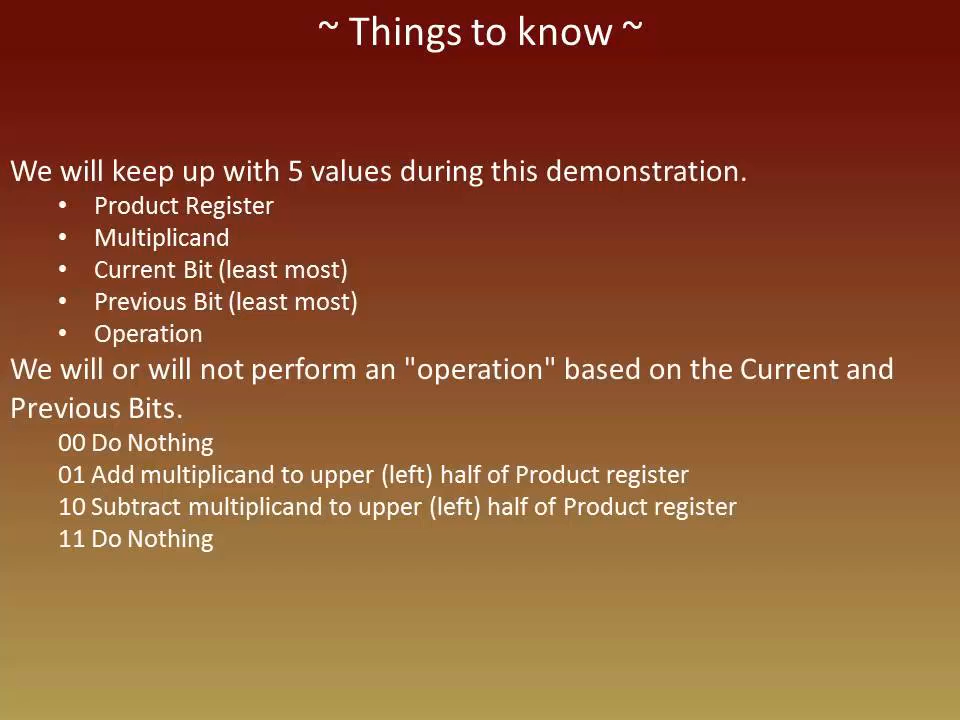 ~ Things to know ~
We will keep up with 5 values during this demonstration.
• Product Register
• Multiplicand
• Current Bit (least most)
• Previous Bit (least most)
• Operation
We will or will not perform an "operation" based on the Current and
Previous Bits.
00 Do Nothing
01 Add multiplicand to upper (left) half of Product register
10 Subtract multiplicand to upper (left) half of Product register
11 Do Nothing